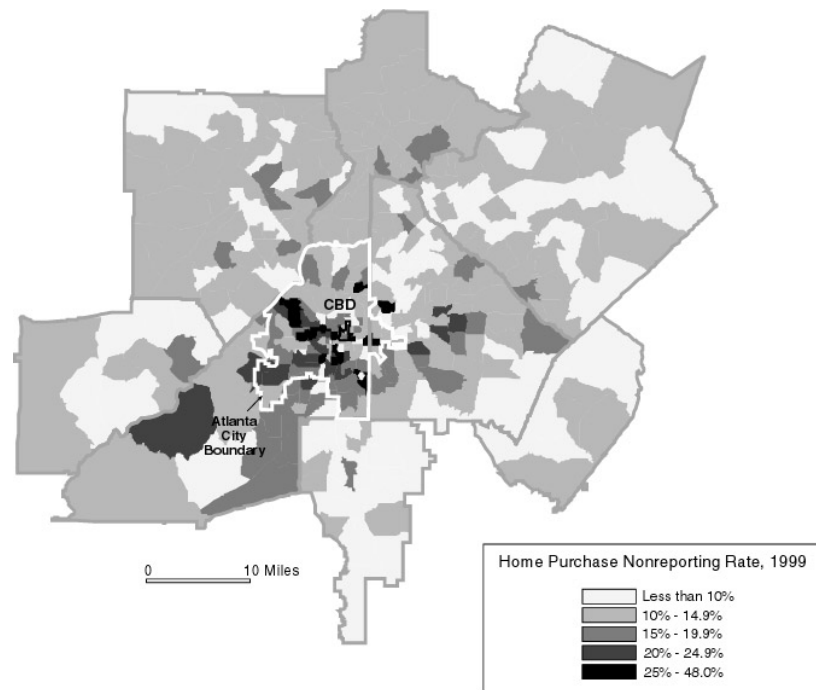 CBD
Atlanta
City
Boundary
0 10 Miles
Home Purchase Nonreporting Rate, 1999
Less than 10%
10% - 14.9%
15% - 19.9%
20% - 24.9%
25% - 48.0%